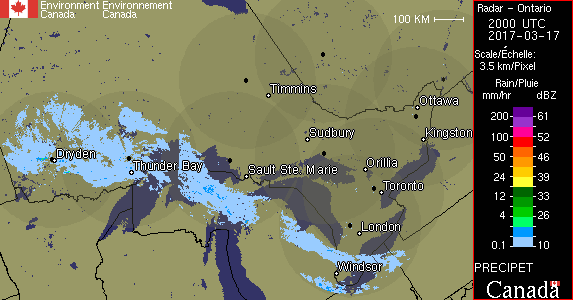 Environment Environnement
Canada Canada
100 KM
Timmins
Ottawa
Sudbury
Kingston
Dryden
Thunder Bay
Sault Ste. Marie
Orillia
Toronto
London
Windsor
Radar - Ontario
2000 UTC
2017-03-17
Scale/Échelle:
3.5 km/Pixel
Rain/Pluie
mm/hr dBZ
200 61
100 52
50 46
24 39
12 33
4 26
0.1 10
PRECIPET
Canada